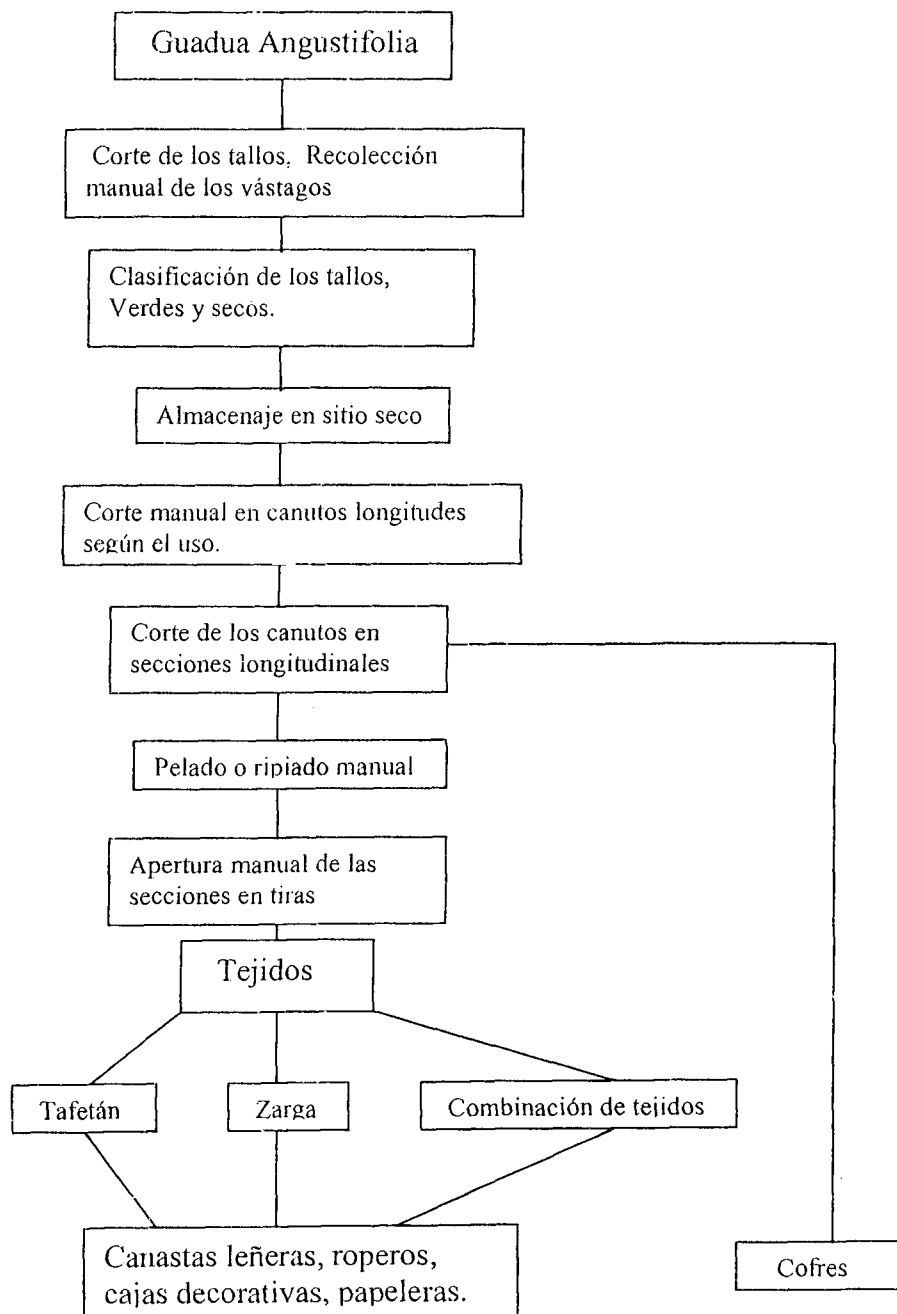 Guadua Angustifolia
Corte de los tallos, Recolección
manual de los vástagos
Clasificación de los tallos,
Verdes y secos.
Almacenaje en sitio seco
Corte manual en canutos longitudes
según el uso.
Corte de los canutos en
secciones longitudinales
Pelado o ripiado manual
Apertura manual de las
secciones en tiras
Tejidos
Tafetán
Zarga
Combinación de tejidos
Canastas leñeras, roperos,
cajas decorativas, papeleras.
Cofres